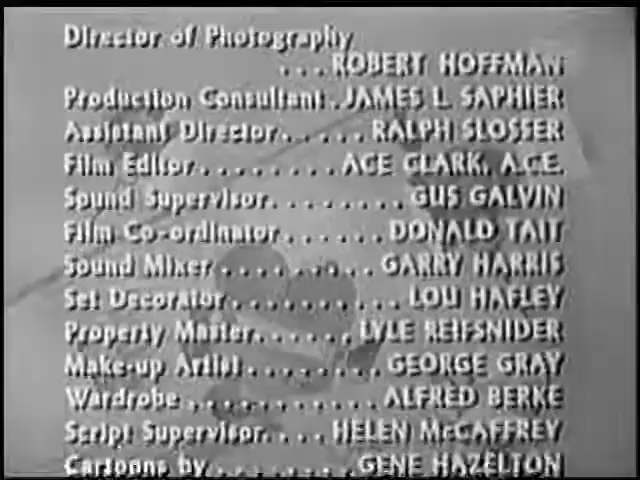 Director of Photography
... ROBERT HOFFMAN
Production Consultant . JAMES L. SAPHIER
Assistant Director . . . . . RALPH SLOSSER
Film Editor . . . . . . . . ACE CLARK, A.C.E.
Sound Supervisor . . . . . . . . GUS GALVIN
Film Co-ordinator . . . . . . DONALD TAIT
Sound Mixer . . . . . . . . . GARRY HARRIS
Set Decorator . . . . . . . . . . LOU HAFLEY
Property Master . . . . . . LYLE REIFSNIDER
Make-up Artist . . . . . . . . GEORGE GRAY
Wardrobe . . . . . . . . . . . ALFRED BERKE
Script Supervisor . . . . HELEN McCAFFREY
Cartoons by . . . . . . . . GENE HAZELTON